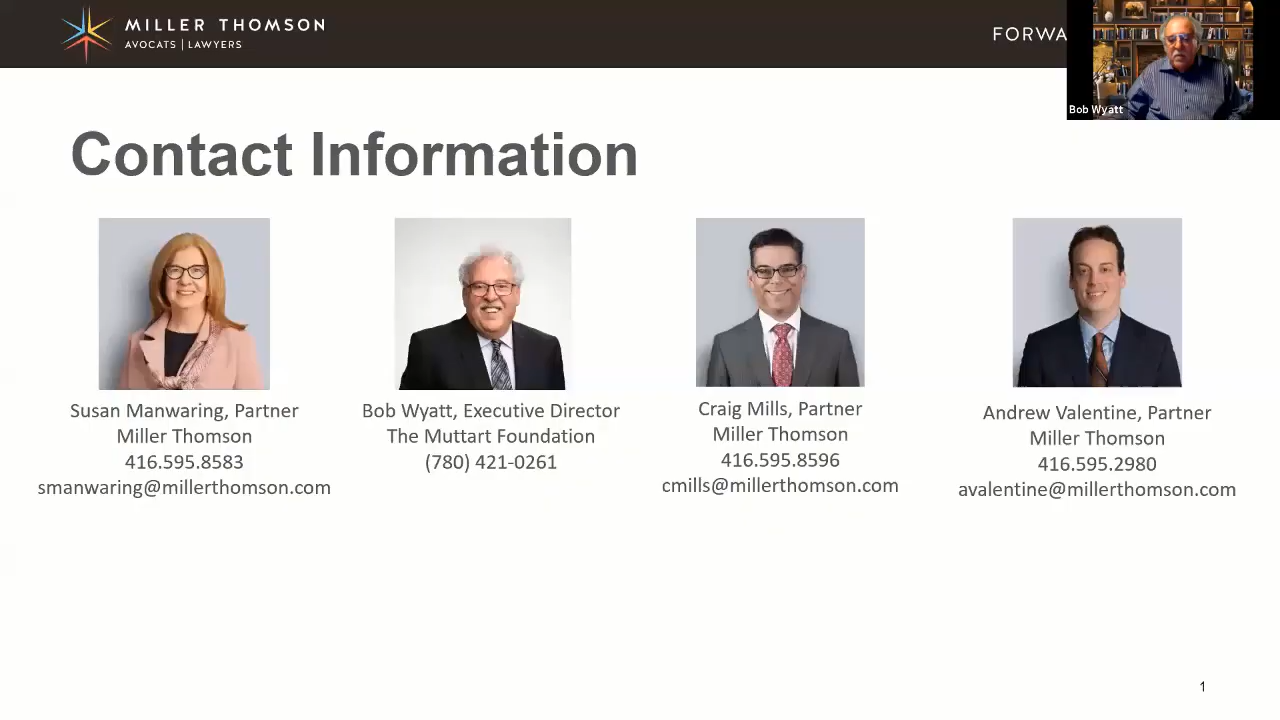 MILLER THOMSON
AVOCATS | LAWYERS
FORWA
Bob Wyatt
Contact Information
Susan Manwaring, Partner
Miller Thomson
416.595.8583
smanwaring@millerthomson.com
Bob Wyatt, Executive Director
The Muttart Foundation
(780) 421-0261
Craig Mills, Partner
Miller Thomson
416.595.8596
cmills@millerthomson.com
Andrew Valentine, Partner
Miller Thomson
416.595.2980
avalentine@millerthomson.com
1